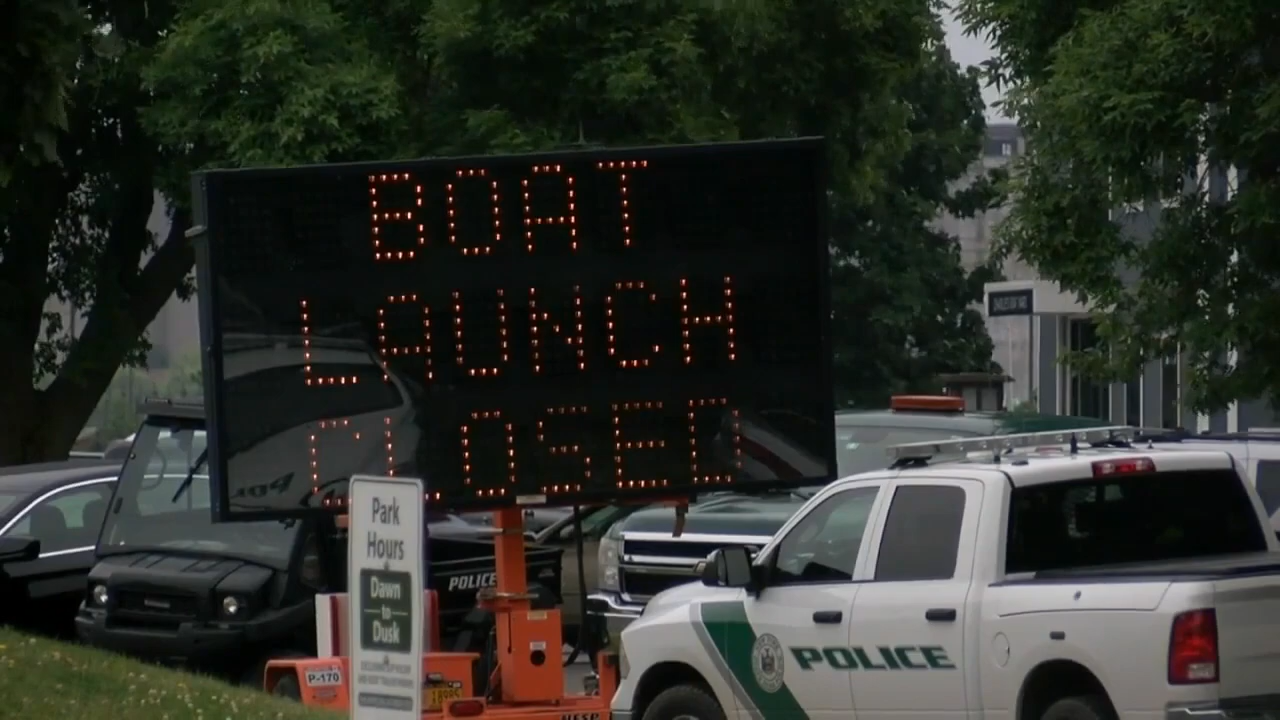 BOAT
LAUNCH
CLOSED
Park
Hours
Dawn
to
Dusk
POLICE
P-170
POLICE